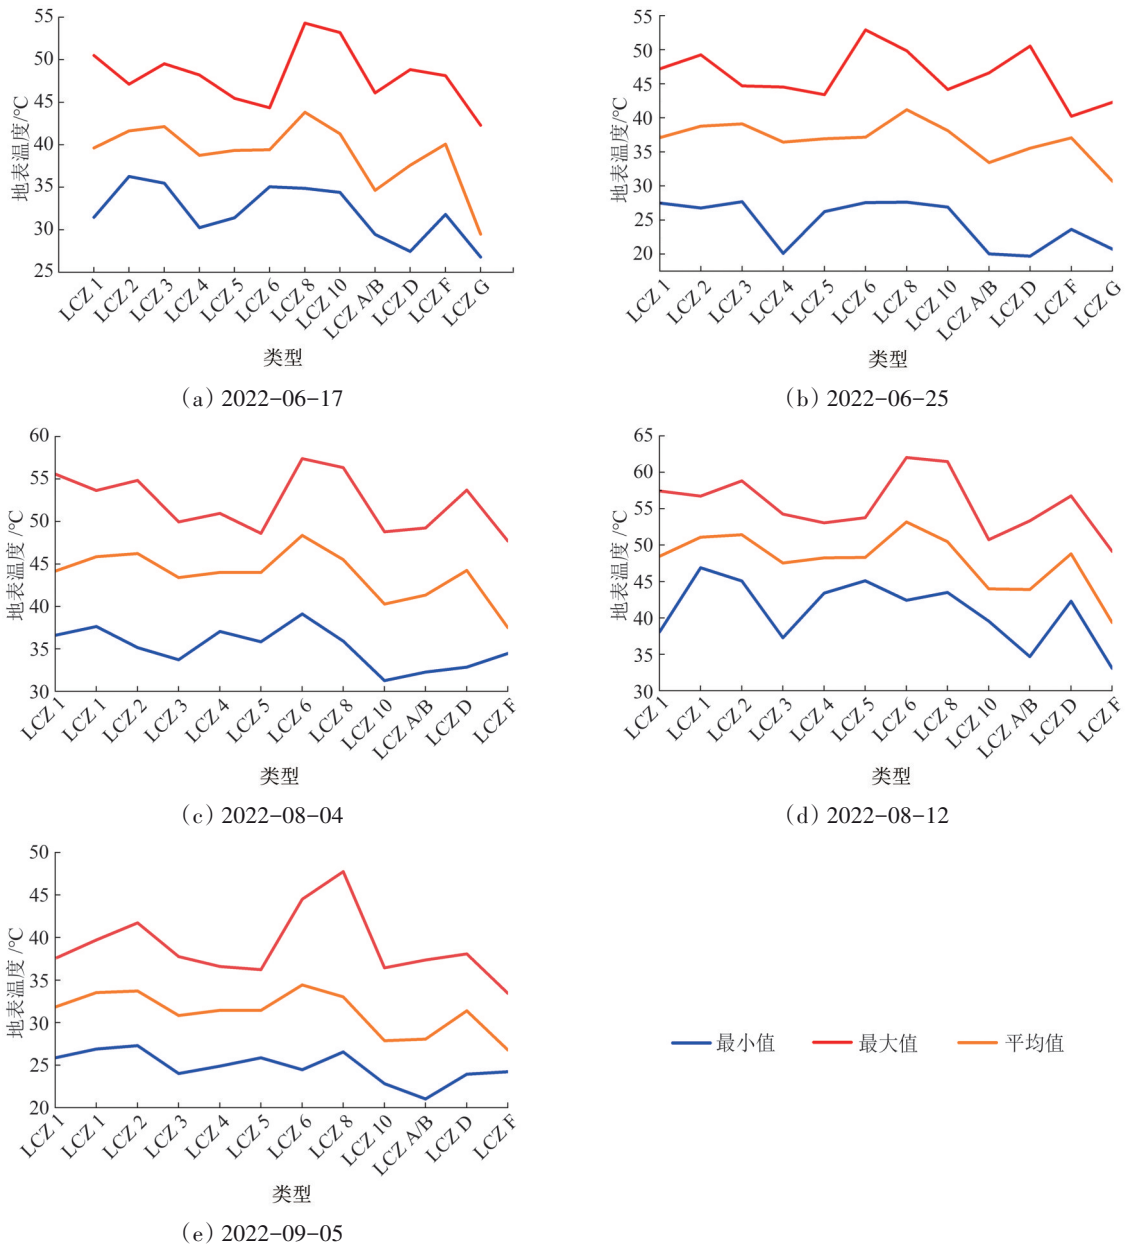 55
50
45
40
35
30
25
地表温度/℃
LCZ 1
LCZ 2
LCZ 3
LCZ 4
LCZ 5
LCZ 6
LCZ 8
LCZ 10
LCZ A/B
LCZ D
LCZ F
LCZ G
类型
(a) 2022-06-17
55
50
45
40
35
30
25
20
地表温度/℃
LCZ 1
LCZ 2
LCZ 3
LCZ 4
LCZ 5
LCZ 6
LCZ 8
LCZ 10
LCZ A/B
LCZ D
LCZ F
LCZ G
类型
(b) 2022-06-25
60
55
50
45
40
35
30
地表温度 /℃
LCZ 1
LCZ 1
LCZ 2
LCZ 3
LCZ 4
LCZ 5
LCZ 6
LCZ 8
LCZ 10
LCZ A/B
LCZ D
LCZ F
类型
(c) 2022-08-04
65
60
55
50
45
40
35
30
地表温度 /℃
LCZ 1
LCZ 1
LCZ 2
LCZ 3
LCZ 4
LCZ 5
LCZ 6
LCZ 8
LCZ 10
LCZ A/B
LCZ D
LCZ F
类型
(d) 2022-08-12
50
45
40
35
30
25
20
地表温度 /℃
LCZ 1
LCZ 1
LCZ 2
LCZ 3
LCZ 4
LCZ 5
LCZ 6
LCZ 8
LCZ 10
LCZ A/B
LCZ D
LCZ F
类型
(e) 2022-09-05
最小值 最大值 平均值